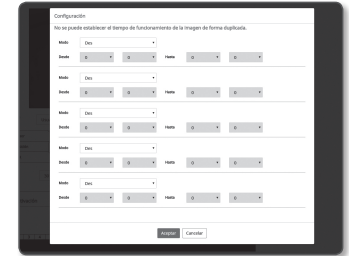 Configuración
No se puede establecer el tiempo de funcionamiento de la imagen de forma duplicada.
Modo Des
Desde 0 0 Hasta 0 0
Modo Des
Desde 0 0 Hasta 0 0
Modo Des
Desde 0 0 Hasta 0 0
Modo Des
Desde 0 0 Hasta 0 0
Modo Des
Desde 0 0 Hasta 0 0
Aceptar Cancelar